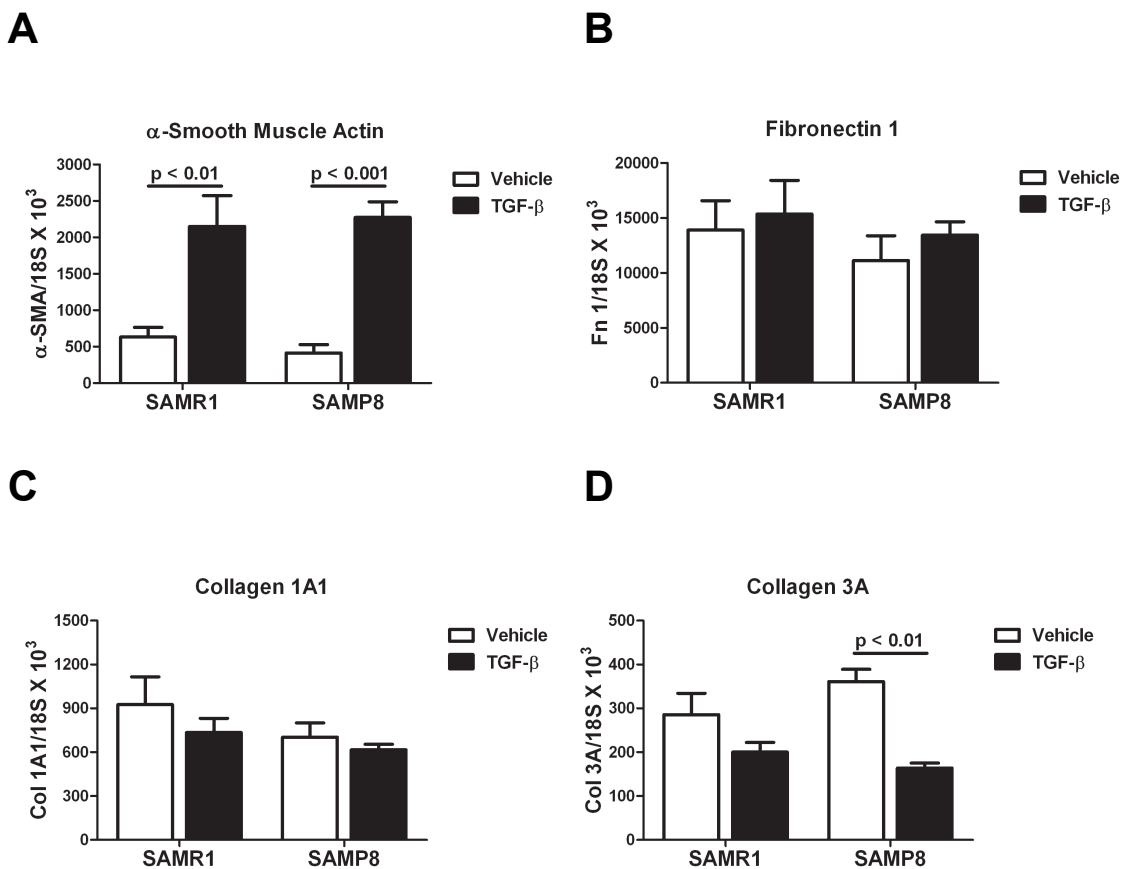 A
α-Smooth Muscle Actin
α-SMA/18S X 10³
3000
2500
2000
1500
1000
500
0
p < 0.01
p < 0.001
SAMR1
SAMP8
Vehicle
TGF-β
B
Fibronectin 1
Fn 1/18S X 10³
20000
15000
10000
5000
0
SAMR1
SAMP8
Vehicle
TGF-β
C
Collagen 1A1
Col 1A1/18S X 10³
1500
1200
900
600
300
0
SAMR1
SAMP8
Vehicle
TGF-β
D
Collagen 3A
Col 3A/18S X 10³
500
400
300
200
100
0
p < 0.01
SAMR1
SAMP8
Vehicle
TGF-β